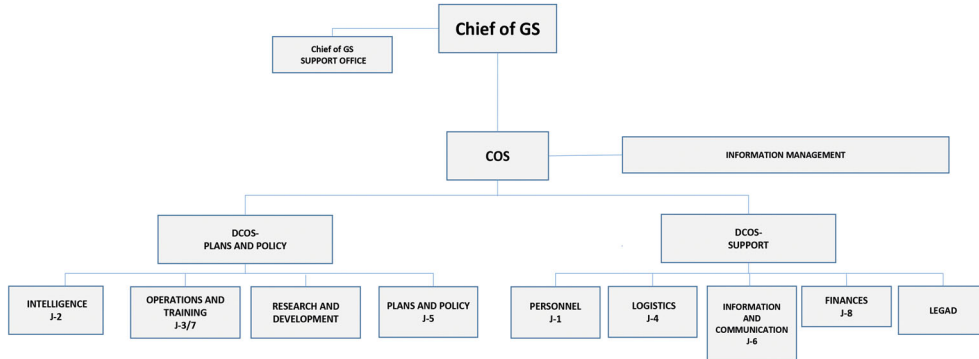 Chief of GS
Chief of GS
SUPPORT OFFICE
COS
INFORMATION MANAGEMENT
DCOS-
PLANS AND POLICY
DCOS-
SUPPORT
INTELLIGENCE
J-2
OPERATIONS AND
TRAINING
J-3/7
RESEARCH AND
DEVELOPMENT
PLANS AND POLICY
J-5
PERSONNEL
J-1
LOGISTICS
J-4
INFORMATION
AND
COMMUNICATION
J-6
FINANCES
J-8
LEGAD